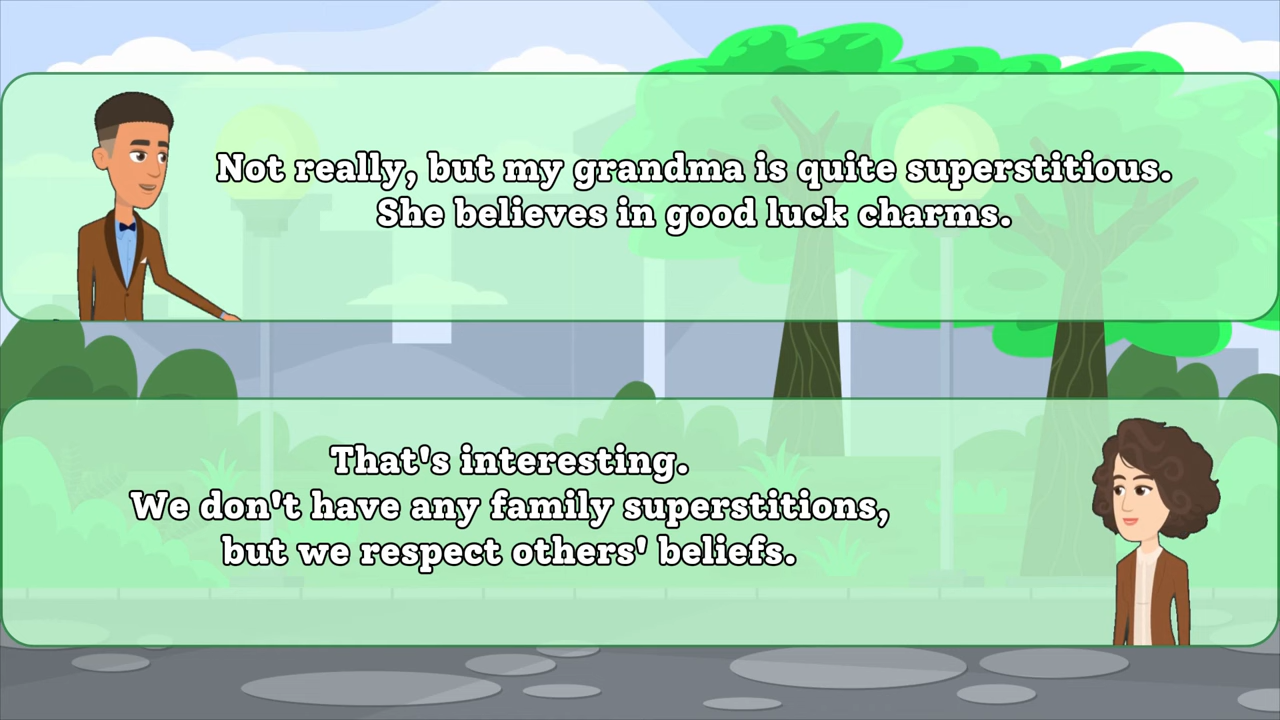 Not really, but my grandma is quite superstitious.
She believes in good luck charms.
That's interesting.
We don't have any family superstitions,
but we respect others' beliefs.